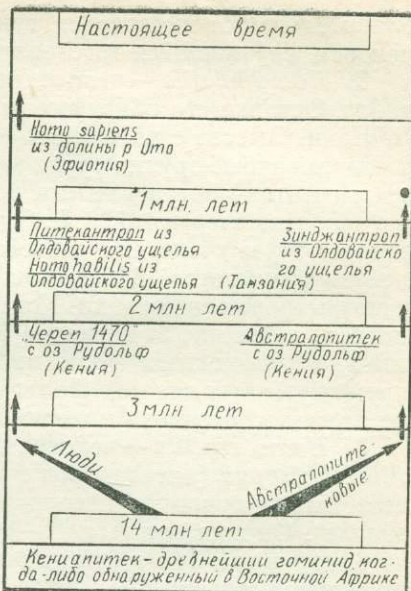 Настоящее время
Homo sapiens
из долины р Омо
(Эфиопия)
1 млн. лет
Питекантроп из
Олдовайского ущелья
Homo habilis из
Олдовайского ущелья
(Танзания)
Зинджантроп
из Олдовайско
го ущелья
2 млн лет
"Череп 1470"
с оз Рудольф
(Кения)
Австралопитек
с оз Рудольф
(Кения)
3 млн лет
Люди
Австралопите-
ковые
14 млн лет
Кениапитек - древнейший гоминид, ког-
да-либо обнаруженный в Восточной Африке